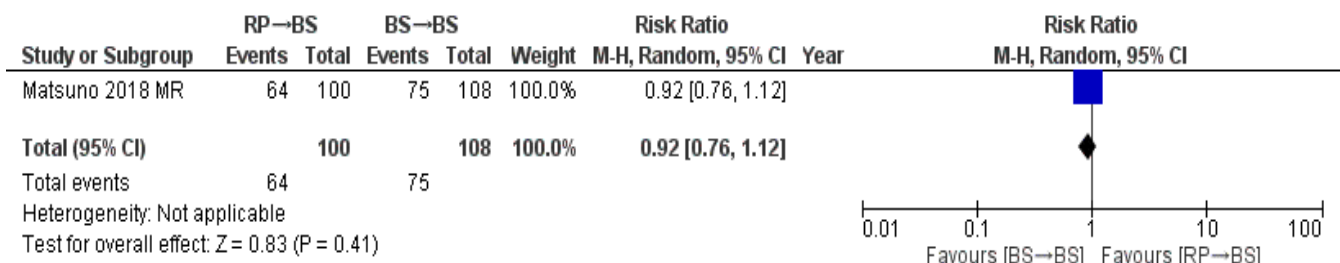 RP→BS BS→BS Risk Ratio Risk Ratio
Study or Subgroup Events Total Events Total Weight M-H, Random, 95% CI Year M-H, Random, 95% CI
Matsuno 2018 MR 64 100 75 108 100.0% 0.92 [0.76, 1.12]
Total (95% CI) 100 108 100.0% 0.92 [0.76, 1.12]
Total events 64 75
Heterogeneity: Not applicable
Test for overall effect: Z = 0.83 (P = 0.41)
0.01 0.1 1 10 100
Favours [BS→BS] Favours [RP→BS]